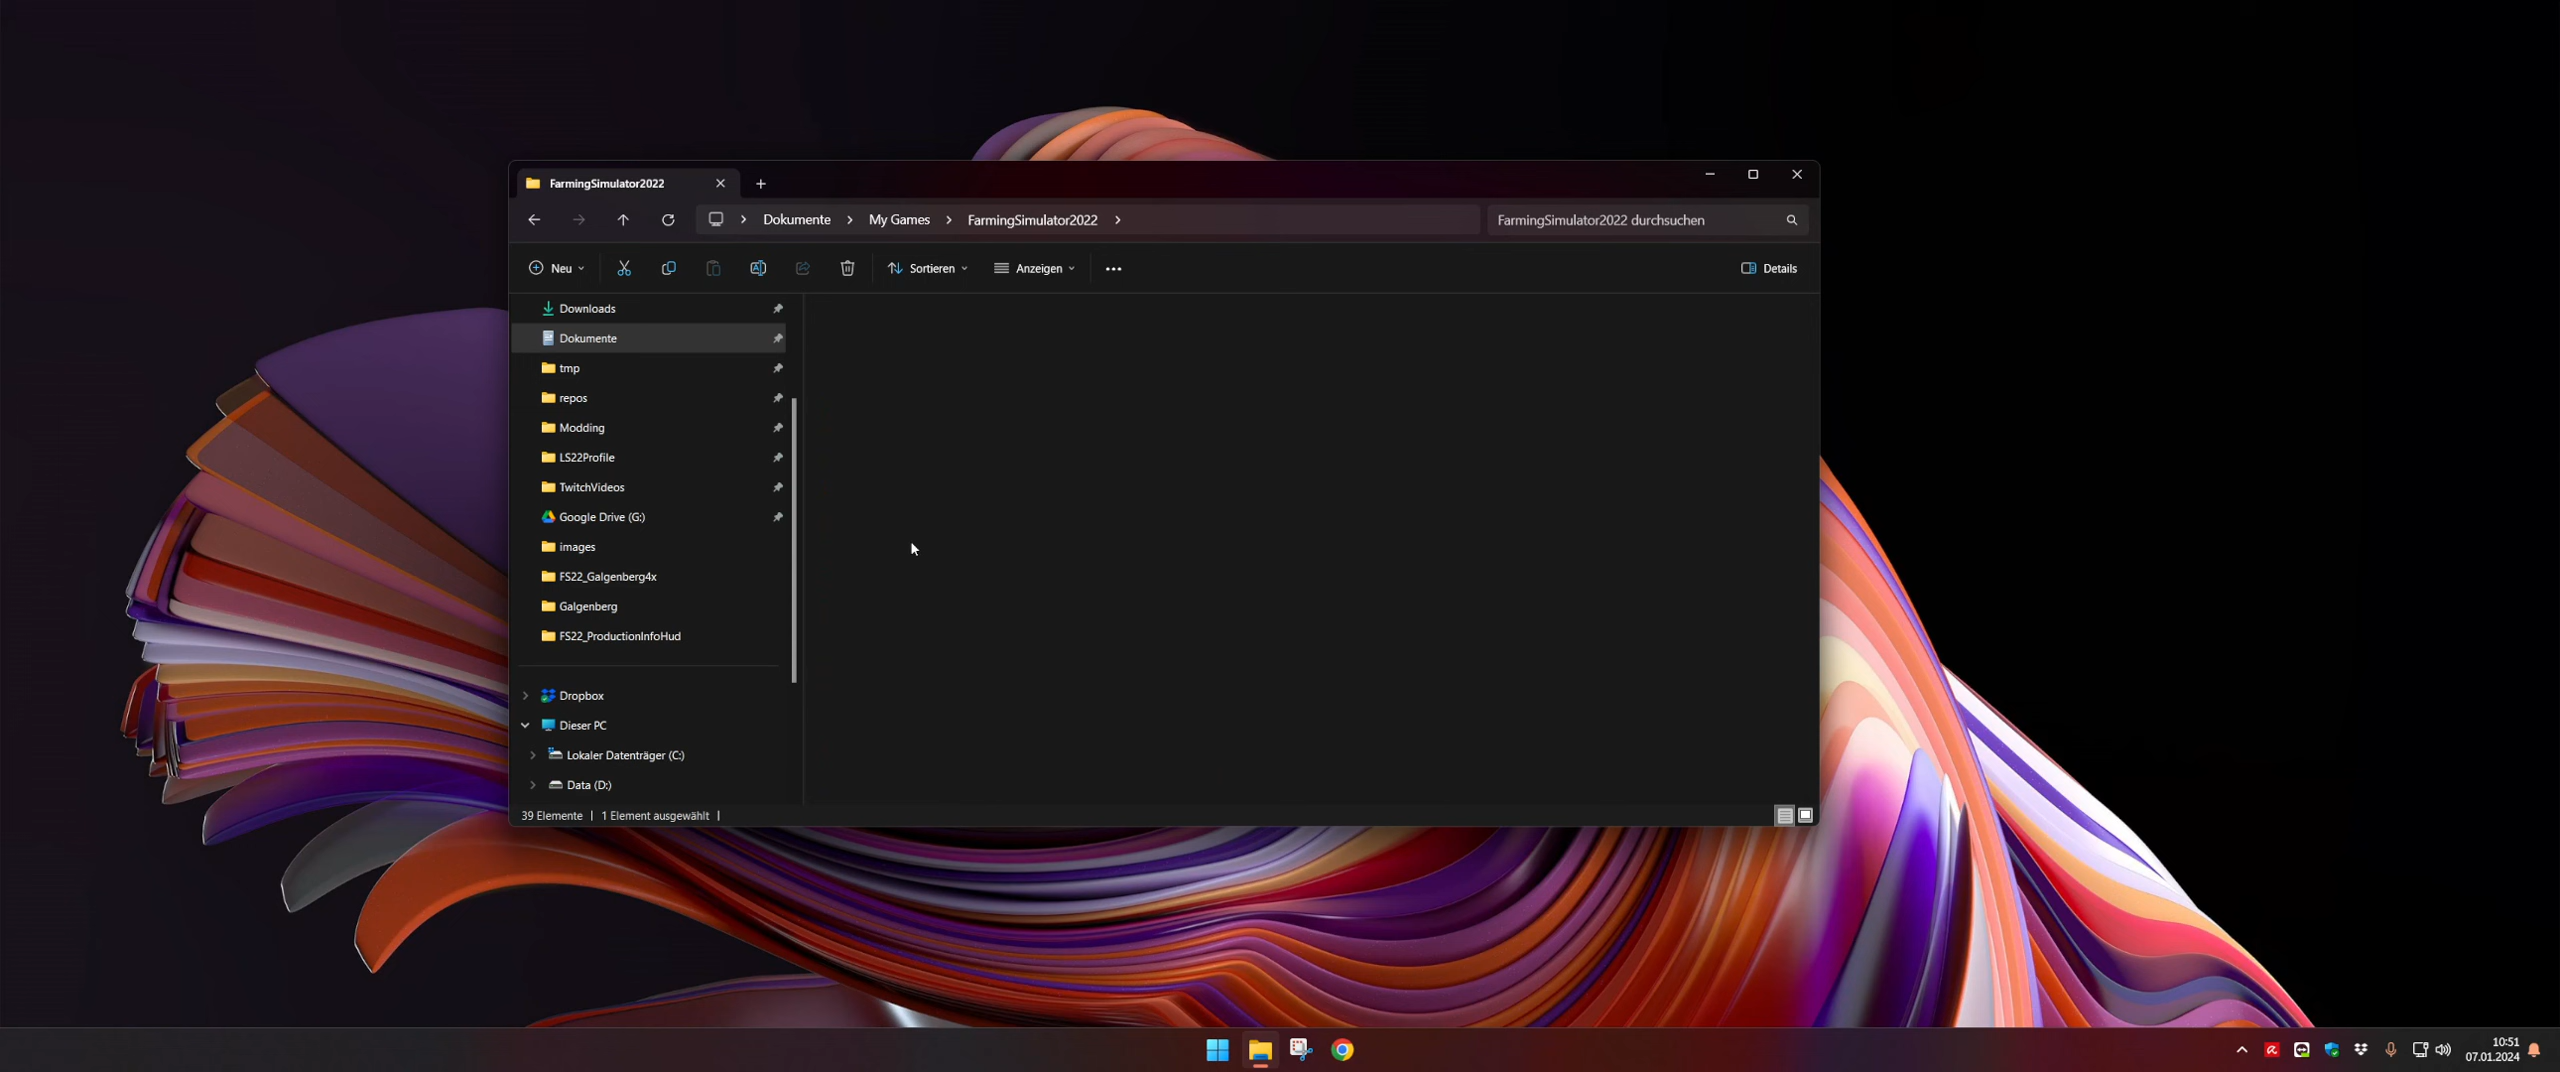 FarmingSimulator2022
Dokumente My Games FarmingSimulator2022
FarmingSimulator2022 durchsuchen
Neu Sortieren Anzeigen Details
Downloads
Dokumente
tmp
repos
Modding
LS22Profile
TwitchVideos
Google Drive (G:)
images
FS22_Galgenberg4x
Galgenberg
FS22_ProductionInfoHud
Dropbox
Dieser PC
Lokaler Datenträger (C:)
Data (D:)
39 Elemente 1 Element ausgewählt
10:51
07.01.2024